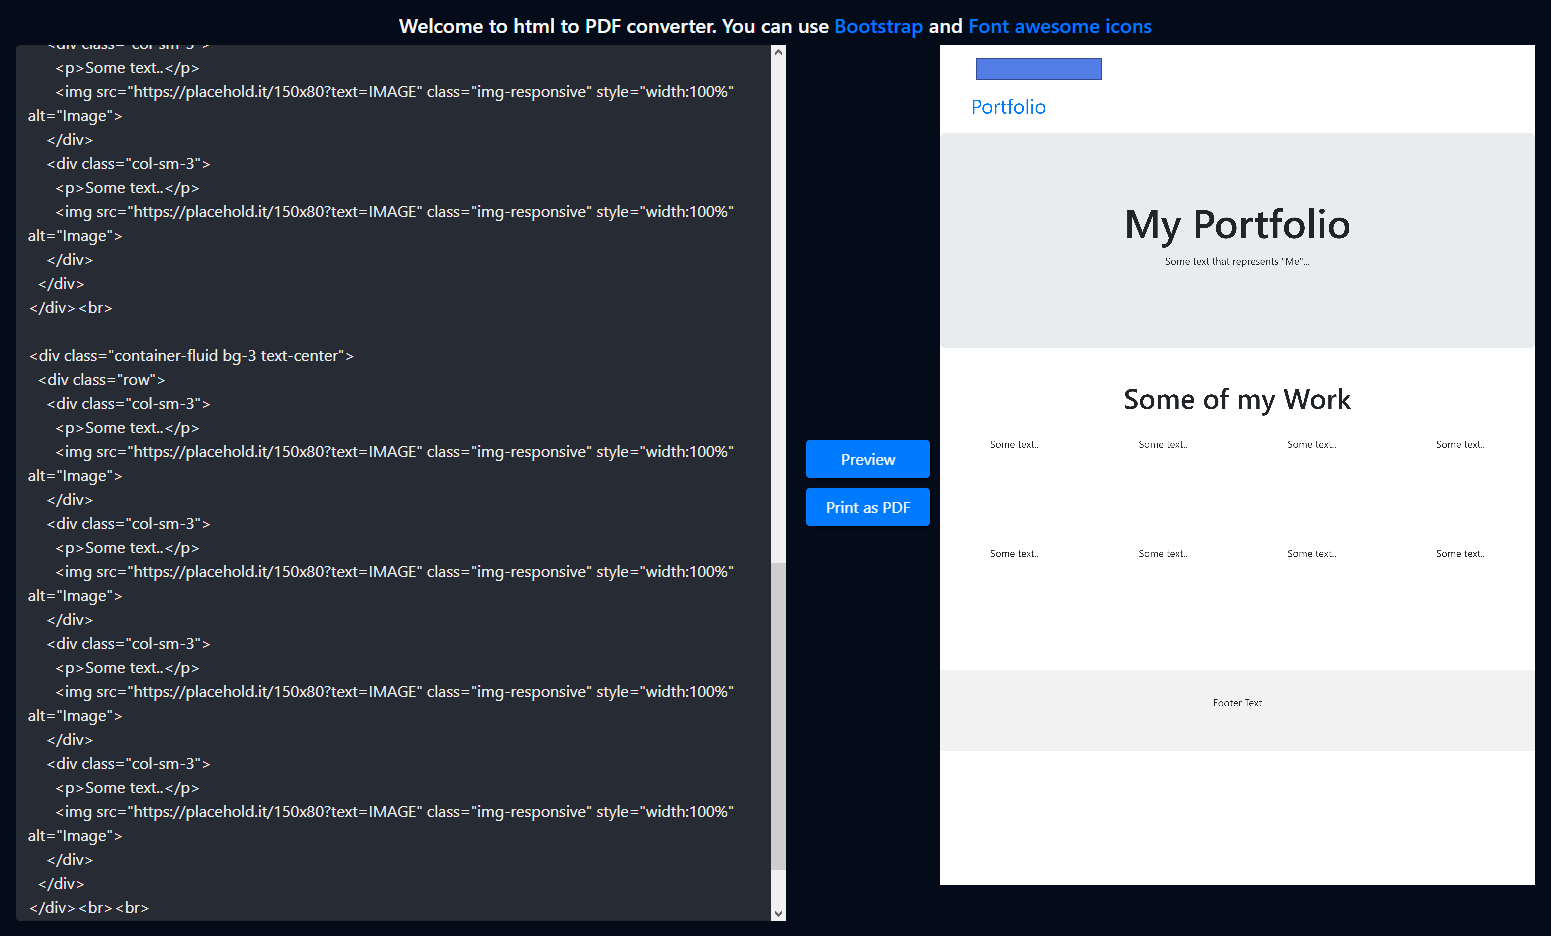 Welcome to html to PDF converter. You can use Bootstrap and Font awesome icons
<div class="col-sm-3">
<p>Some text..</p>
<img src="https://placehold.it/150x80?text=IMAGE" class="img-responsive" style="width:100%"
alt="Image">
</div>
<div class="col-sm-3">
<p>Some text..</p>
<img src="https://placehold.it/150x80?text=IMAGE" class="img-responsive" style="width:100%"
alt="Image">
</div>
</div>
</div><br>
<div class="container-fluid bg-3 text-center">
<div class="row">
<div class="col-sm-3">
<p>Some text..</p>
<img src="https://placehold.it/150x80?text=IMAGE" class="img-responsive" style="width:100%"
alt="Image">
</div>
<div class="col-sm-3">
<p>Some text..</p>
<img src="https://placehold.it/150x80?text=IMAGE" class="img-responsive" style="width:100%"
alt="Image">
</div>
<div class="col-sm-3">
<p>Some text..</p>
<img src="https://placehold.it/150x80?text=IMAGE" class="img-responsive" style="width:100%"
alt="Image">
</div>
<div class="col-sm-3">
<p>Some text..</p>
<img src="https://placehold.it/150x80?text=IMAGE" class="img-responsive" style="width:100%"
alt="Image">
</div>
</div>
</div><br><br>
Preview
Print as PDF
Portfolio
My Portfolio
Some text that represents "Me"...
Some of my Work
Some text.. Some text.. Some text.. Some text..
Some text.. Some text.. Some text.. Some text..
Footer Text